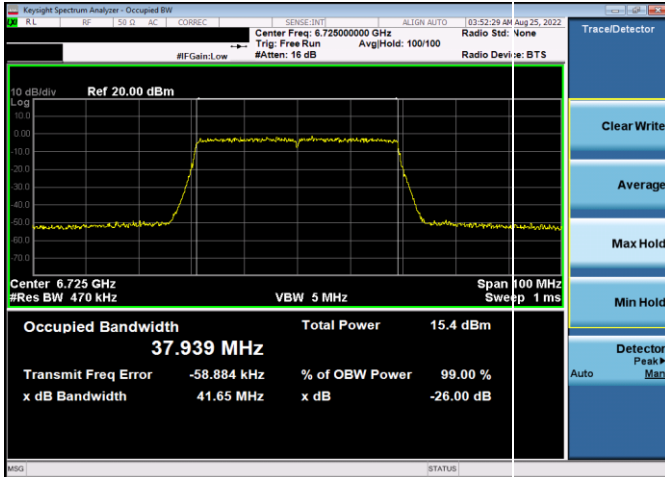 Keysight Spectrum Analyzer - Occupied BW
RL RF 50 Ω AC CORREC SENSE:INT ALIGN AUTO 03:52:29 AM Aug 25, 2022
Center Freq: 6.725000000 GHz Radio Std: None
Trig: Free Run Avg|Hold: 100/100
#IFGain:Low #Atten: 16 dB Radio Device: BTS
Trace/Detector
10 dB/div Ref 20.00 dBm
Log
10.0
0.00
-10.0
-20.0
-30.0
-40.0
-50.0
-60.0
-70.0
Center 6.725 GHz Span 100 MHz
#Res BW 470 kHz VBW 5 MHz Sweep 1 ms
Occupied Bandwidth Total Power 15.4 dBm
37.939 MHz
Transmit Freq Error -58.884 kHz % of OBW Power 99.00 %
x dB Bandwidth 41.65 MHz x dB -26.00 dB
Clear Write
Average
Max Hold
Min Hold
Detector
Peak▶
Auto Man
MSG STATUS